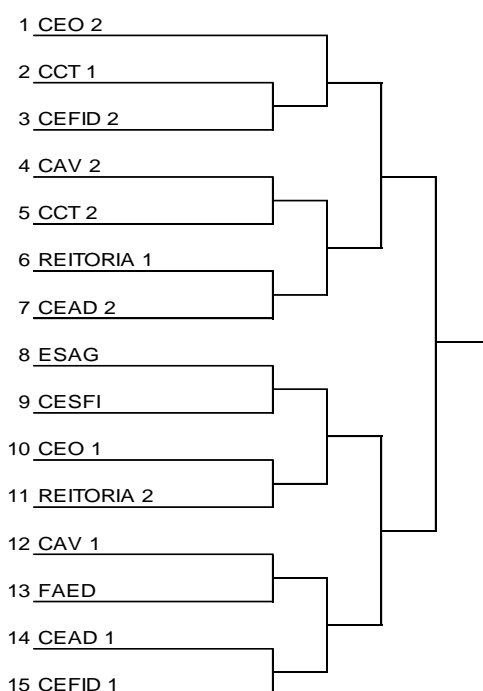 1 CEO 2
2 CCT 1
3 CEFID 2
4 CAV 2
5 CCT 2
6 REITORIA 1
7 CEAD 2
8 ESAG
9 CESFI
10 CEO 1
11 REITORIA 2
12 CAV 1
13 FAED
14 CEAD 1
15 CEFID 1